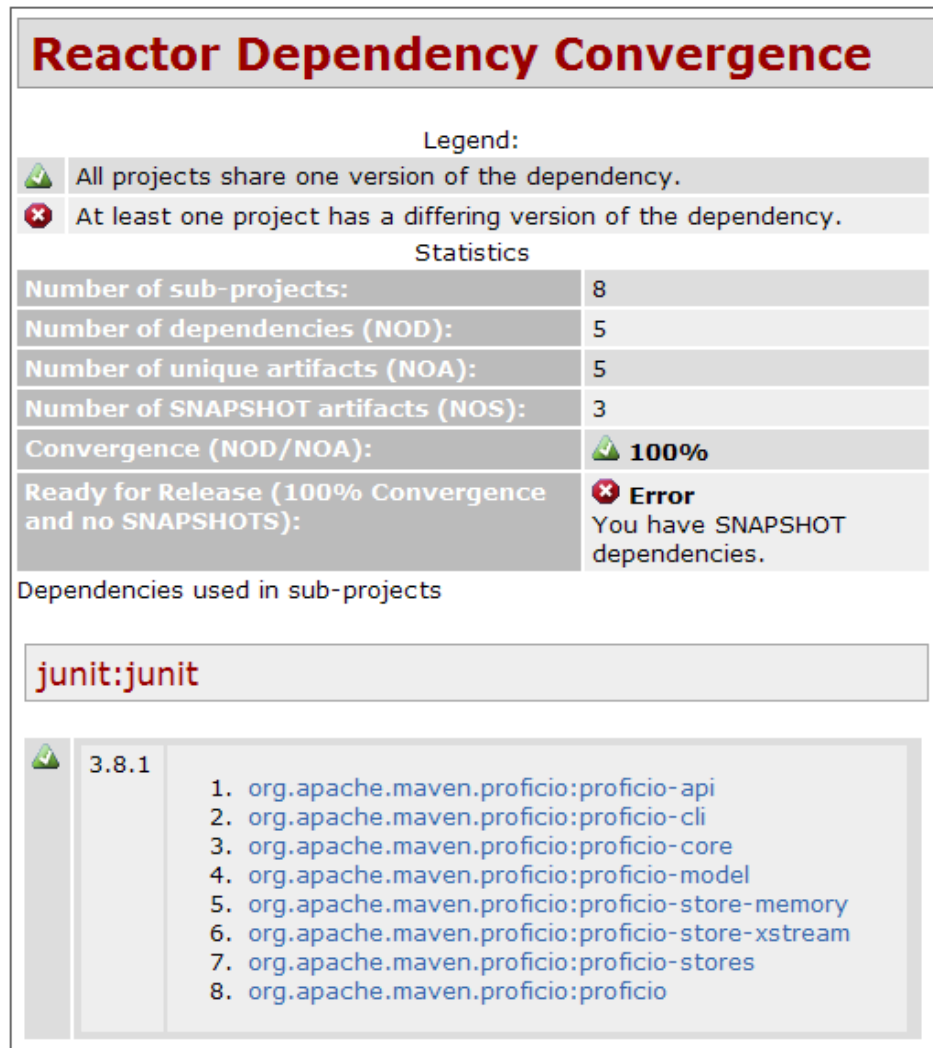 Reactor Dependency Convergence
Legend:
All projects share one version of the dependency.
At least one project has a differing version of the dependency.
Statistics
Number of sub-projects: 8
Number of dependencies (NOD): 5
Number of unique artifacts (NOA): 5
Number of SNAPSHOT artifacts (NOS): 3
Convergence (NOD/NOA): 100%
Ready for Release (100% Convergence Error
and no SNAPSHOTS): You have SNAPSHOT
dependencies.
Dependencies used in sub-projects
junit:junit
3.8.1
1. org.apache.maven.proficio:proficio-api
2. org.apache.maven.proficio:proficio-cli
3. org.apache.maven.proficio:proficio-core
4. org.apache.maven.proficio:proficio-model
5. org.apache.maven.proficio:proficio-store-memory
6. org.apache.maven.proficio:proficio-store-xstream
7. org.apache.maven.proficio:proficio-stores
8. org.apache.maven.proficio:proficio